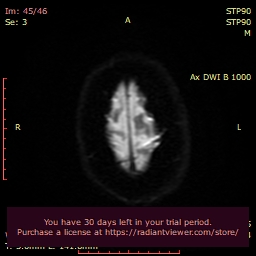 Im: 45/46
Se: 3
A
STP90
STP90
M
Ax DWI B 1000
R
L
You have 30 days left in your trial period.
Purchase a license at https://radiantviewer.com/store/